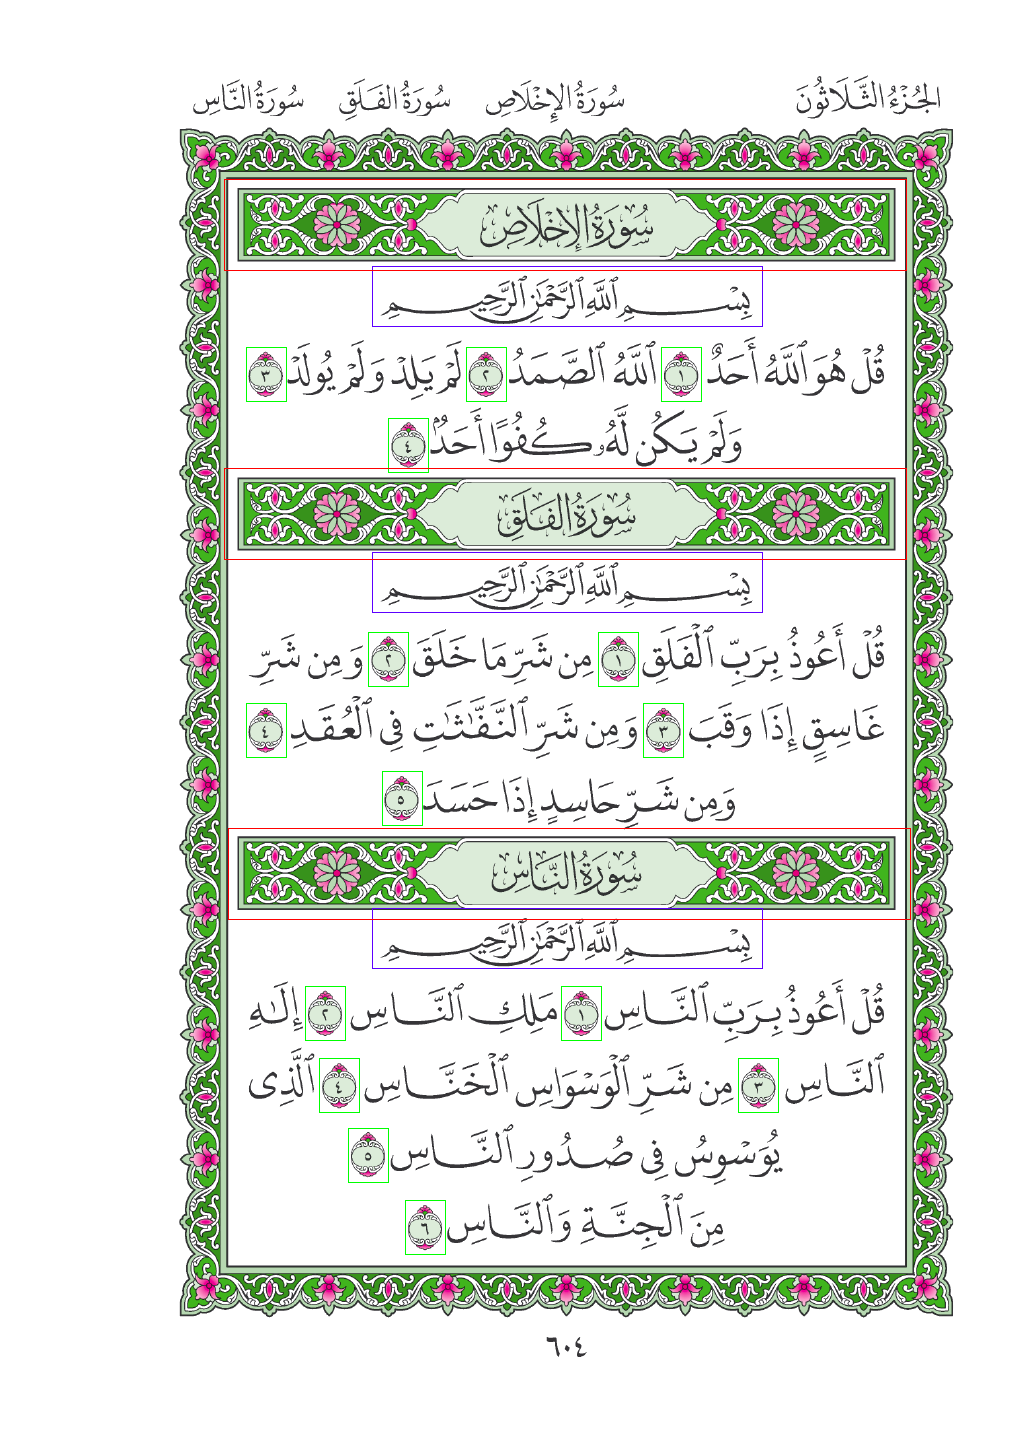 الجُزْءُ الثَّلَاثُونَ سُورَةُ الإِخْلَاصِ سُورَةُ الفَلَقِ سُورَةُ النَّاسِ
سُورَةُ الإِخْلَاصِ
بِسْمِ ٱللَّهِ ٱلرَّحْمَٰنِ ٱلرَّحِيمِ
قُلْ هُوَ ٱللَّهُ أَحَدٌ ١ ٱللَّهُ ٱلصَّمَدُ ٢ لَمْ يَلِدْ وَلَمْ يُولَدْ ٣
وَلَمْ يَكُن لَّهُۥ كُفُوًا أَحَدٌۢ ٤
سُورَةُ الفَلَقِ
بِسْمِ ٱللَّهِ ٱلرَّحْمَٰنِ ٱلرَّحِيمِ
قُلْ أَعُوذُ بِرَبِّ ٱلْفَلَقِ ١ مِن شَرِّ مَا خَلَقَ ٢ وَمِن شَرِّ
غَاسِقٍ إِذَا وَقَبَ ٣ وَمِن شَرِّ ٱلنَّفَّٰثَٰتِ فِى ٱلْعُقَدِ ٤
وَمِن شَرِّ حَاسِدٍ إِذَا حَسَدَ ٥
سُورَةُ النَّاسِ
بِسْمِ ٱللَّهِ ٱلرَّحْمَٰنِ ٱلرَّحِيمِ
قُلْ أَعُوذُ بِرَبِّ ٱلنَّاسِ ١ مَلِكِ ٱلنَّاسِ ٢ إِلَٰهِ
ٱلنَّاسِ ٣ مِن شَرِّ ٱلْوَسْوَاسِ ٱلْخَنَّاسِ ٤ ٱلَّذِى
يُوَسْوِسُ فِى صُدُورِ ٱلنَّاسِ ٥
مِنَ ٱلْجِنَّةِ وَٱلنَّاسِ ٦
٦٠٤